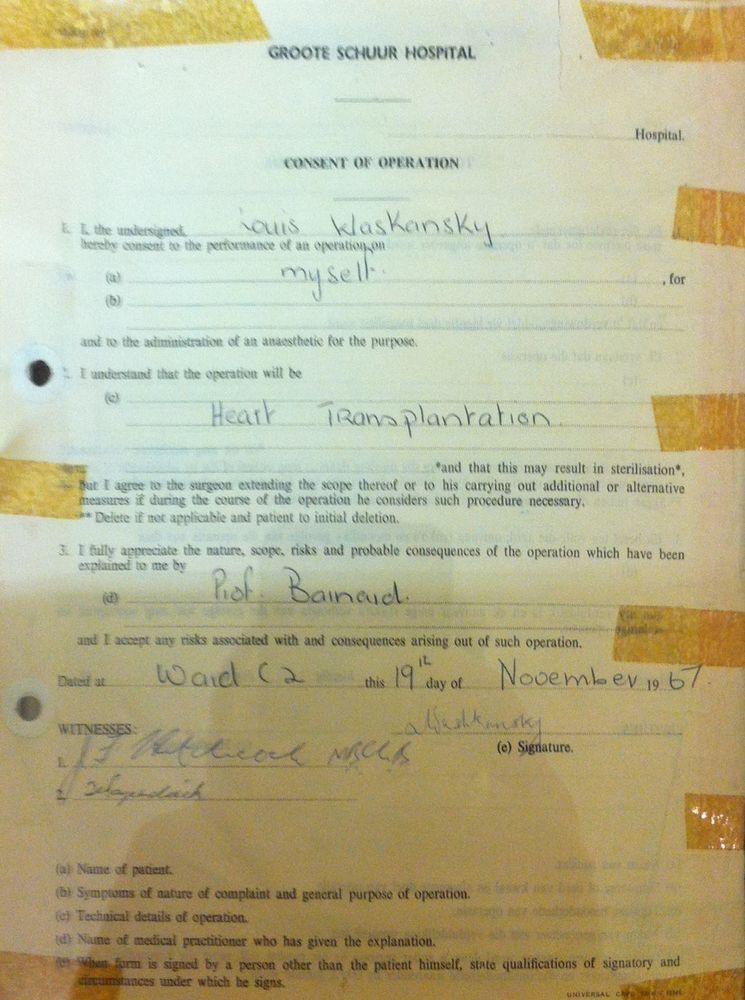 GROOTE SCHUUR HOSPITAL
Hospital.
CONSENT OF OPERATION
1. I, the undersigned, Louis Waskansky
hereby consent to the performance of an operation on
(a) myself. , for
(b)
and to the administration of an anaesthetic for the purpose.
2. I understand that the operation will be
(c)
Heart Transplantation.
*and that this may result in sterilisation*,
but I agree to the surgeon extending the scope thereof or to his carrying out additional or alternative
measures if during the course of the operation he considers such procedure necessary.
** Delete if not applicable and patient to initial deletion.
3. I fully appreciate the nature, scope, risks and probable consequences of the operation which have been
explained to me by
(d) Prof. Barnard.
and I accept any risks associated with and consequences arising out of such operation.
Dated at Ward C2 this 19th day of November 1967.
WITNESSES: LWashkansky
(e) Signature.
1. MBChB
2.
(a) Name of patient.
(b) Symptoms of nature of complaint and general purpose of operation.
(c) Technical details of operation.
(d) Name of medical practitioner who has given the explanation.
(e) When form is signed by a person other than the patient himself, state qualifications of signatory and
circumstances under which he signs.
UNIVERSAL